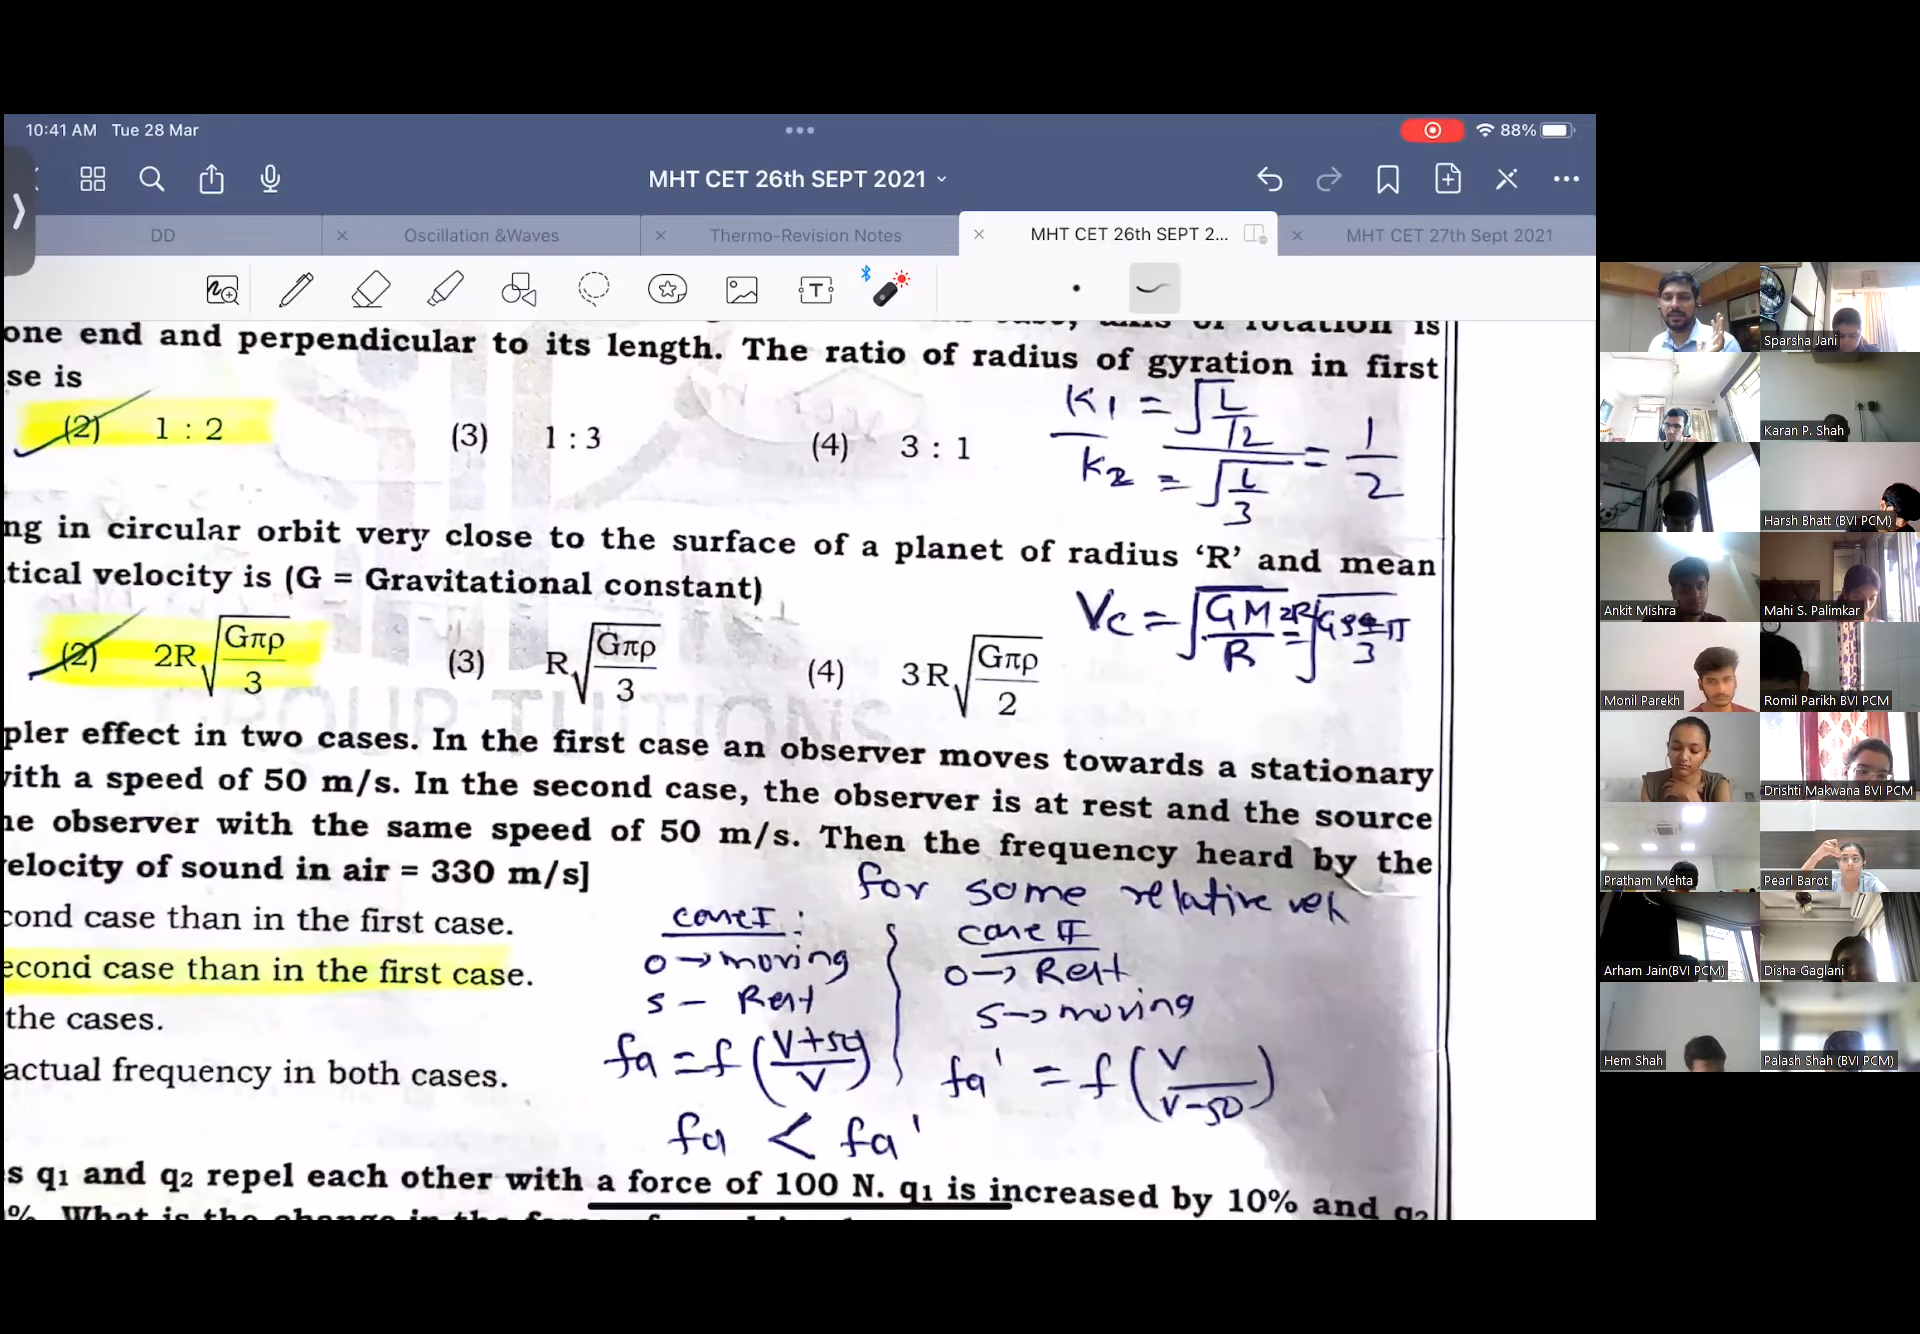 10:41 AM Tue 28 Mar
88%
MHT CET 26th SEPT 2021
DD
Oscillation &Waves
Thermo-Revision Notes
MHT CET 26th SEPT 2...
MHT CET 27th Sept 2021
one end and perpendicular to its length. The ratio of radius of gyration in first
se is
(2) 1 : 2 (3) 1 : 3 (4) 3 : 1
K1 = √L/12
K2 = √L/3
= 1/2
ng in circular orbit very close to the surface of a planet of radius ‘R’ and mean
tical velocity is (G = Gravitational constant)
(2) 2R√Gπρ/3 (3) R√Gπρ/3 (4) 3R√Gπρ/2
Vc = √GM/R =
pler effect in two cases. In the first case an observer moves towards a stationary
with a speed of 50 m/s. In the second case, the observer is at rest and the source
he observer with the same speed of 50 m/s. Then the frequency heard by the
elocity of sound in air = 330 m/s]
for some relative
cond case than in the first case.
econd case than in the first case.
the cases.
actual frequency in both cases.
case I :
O → moving
S – Rest
fa = f (V+50/V)
case II
O → Rest
S → moving
fa' = f (V/V-50)
fa < fa'
s q1 and q2 repel each other with a force of 100 N. q1 is increased by 10% and q2
%. What is the change in the
Sparsha Jani
Karan P. Shah
Harsh Bhatt (BVI PCM)
Ankit Mishra
Mahi S. Palimkar
Monil Parekh
Romil Parikh BVI PCM
Drishti Makwana BVI PCM
Pratham Mehta
Pearl Barot
Arham Jain(BVI PCM)
Disha Gaglani
Hem Shah
Palash Shah (BVI PCM)